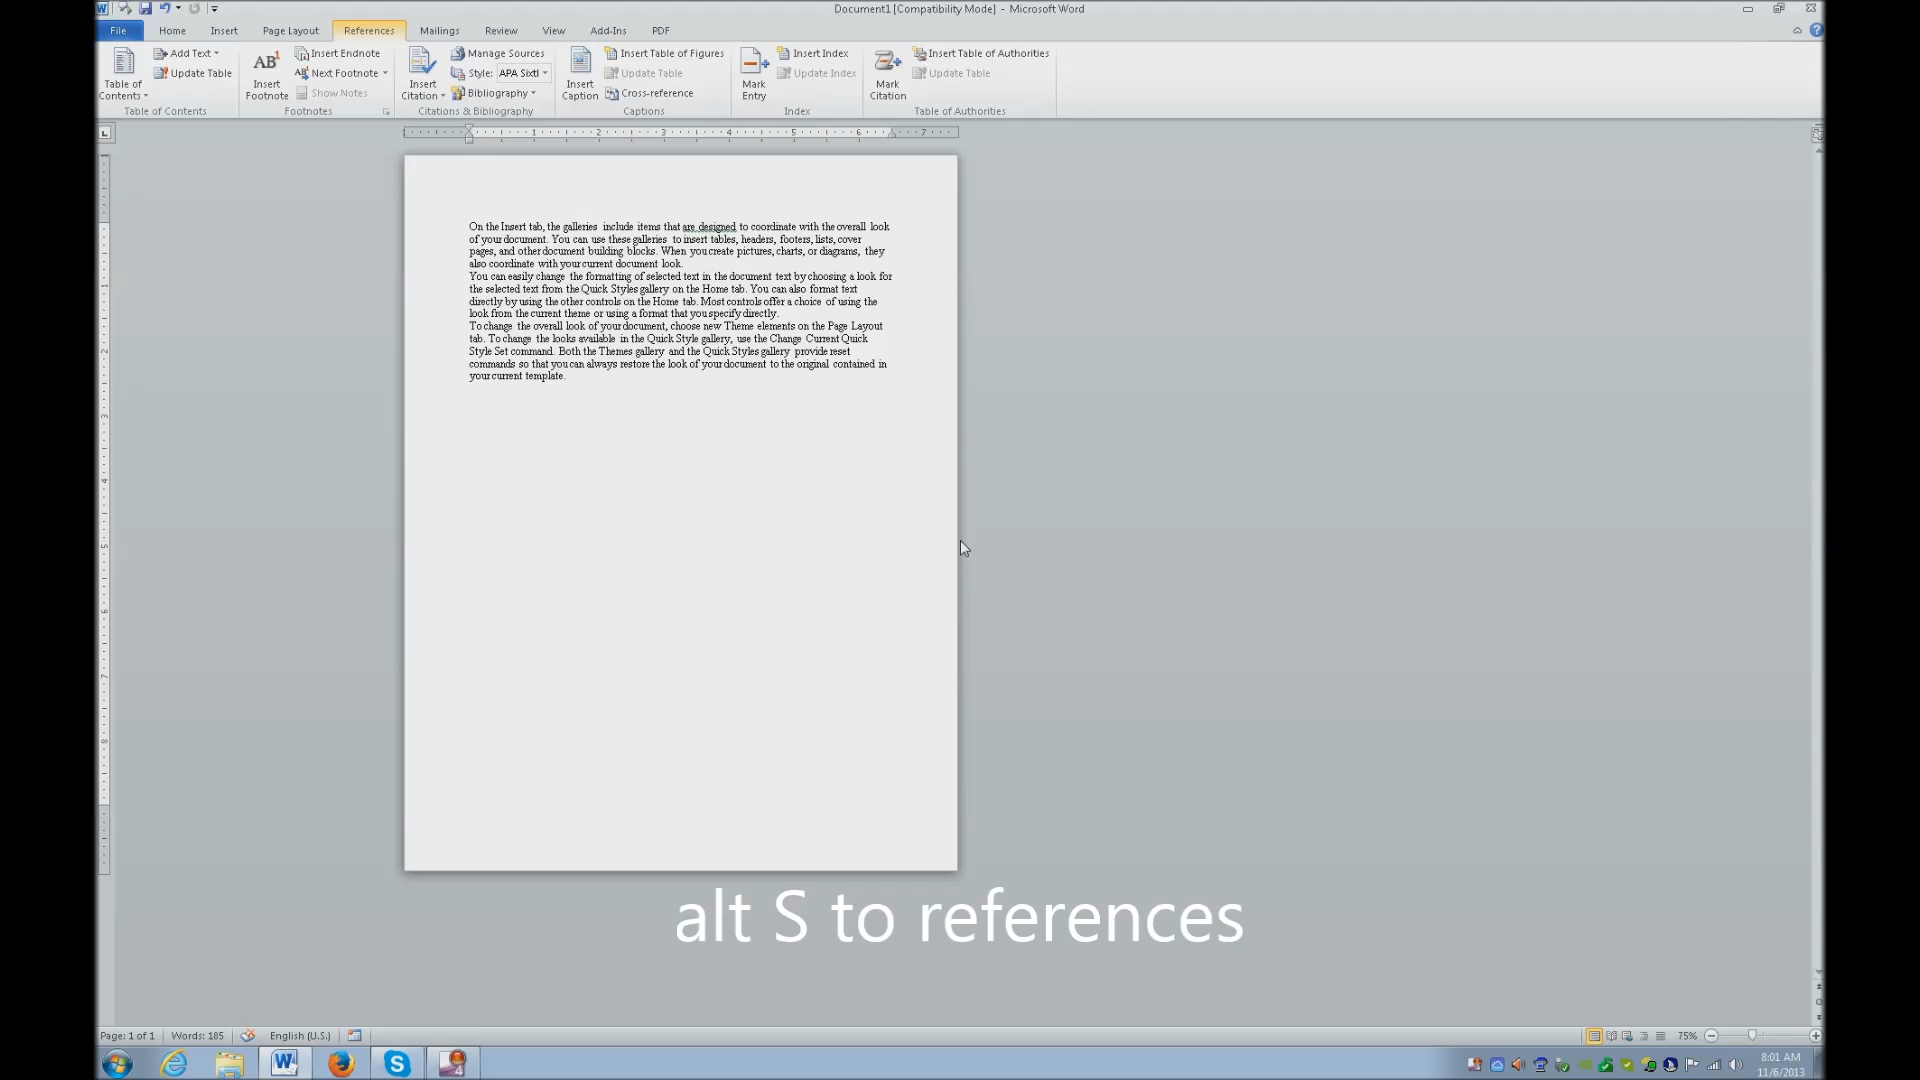 Document1 [Compatibility Mode] - Microsoft Word
File Home Insert Page Layout References Mailings Review View Add-Ins PDF
Table of Contents
Add Text
Update Table
Table of Contents
AB1 Insert Footnote
Insert Endnote
Next Footnote
Show Notes
Footnotes
Insert Citation
Manage Sources
Style: APA Sixtl
Bibliography
Citations & Bibliography
Insert Caption
Insert Table of Figures
Update Table
Cross-reference
Captions
Mark Entry
Insert Index
Update Index
Index
Mark Citation
Insert Table of Authorities
Update Table
Table of Authorities
1 2 3 4 5 6 7
On the Insert tab, the galleries include items that are designed to coordinate with the overall look
of your document. You can use these galleries to insert tables, headers, footers, lists, cover
pages, and other document building blocks. When you create pictures, charts, or diagrams, they
also coordinate with your current document look.
You can easily change the formatting of selected text in the document text by choosing a look for
the selected text from the Quick Styles gallery on the Home tab. You can also format text
directly by using the other controls on the Home tab. Most controls offer a choice of using the
look from the current theme or using a format that you specify directly.
To change the overall look of your document, choose new Theme elements on the Page Layout
tab. To change the looks available in the Quick Style gallery, use the Change Current Quick
Style Set command. Both the Themes gallery and the Quick Styles gallery provide reset
commands so that you can always restore the look of your document to the original contained in
your current template.
alt S to references
Page: 1 of 1 Words: 185 English (U.S.) 75%
8:01 AM
11/6/2013